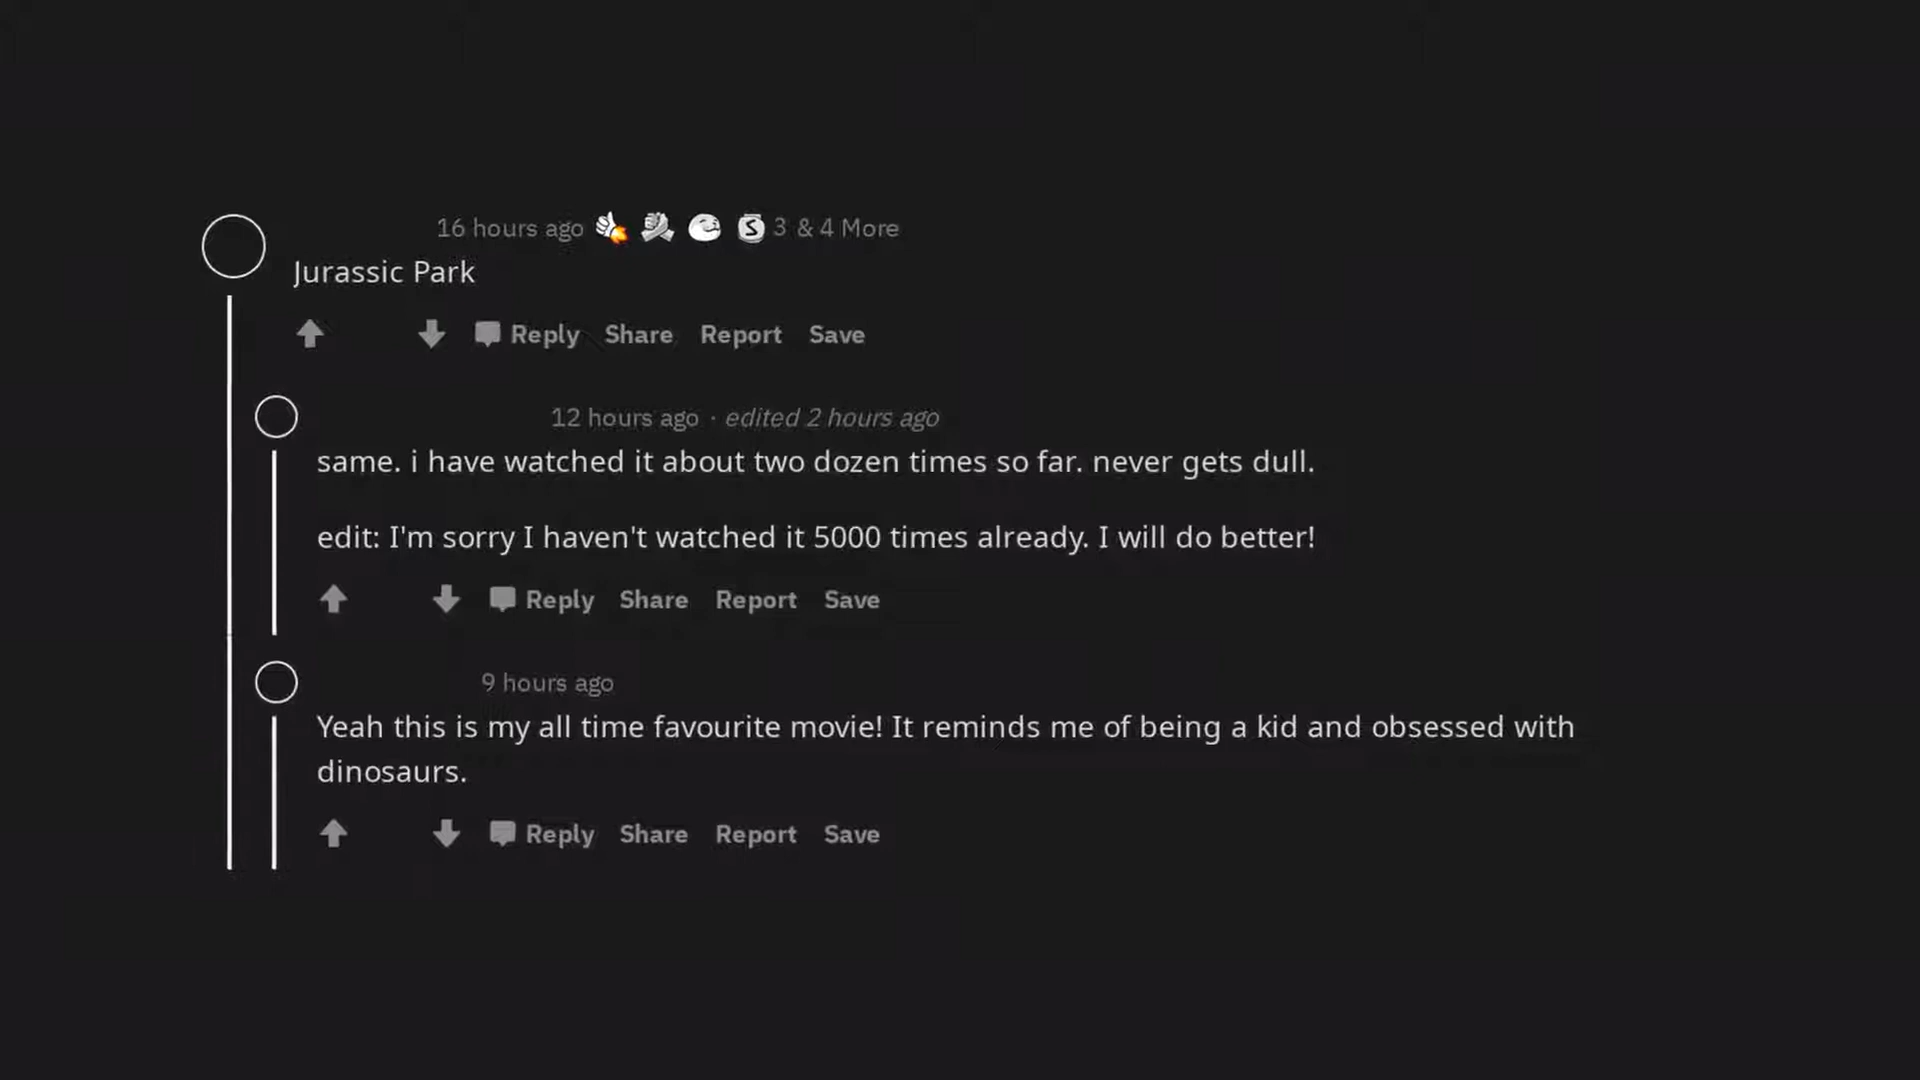 16 hours ago 3 & 4 More
Jurassic Park
Reply Share Report Save
12 hours ago · edited 2 hours ago
same. i have watched it about two dozen times so far. never gets dull.
edit: I'm sorry I haven't watched it 5000 times already. I will do better!
Reply Share Report Save
9 hours ago
Yeah this is my all time favourite movie! It reminds me of being a kid and obsessed with
dinosaurs.
Reply Share Report Save